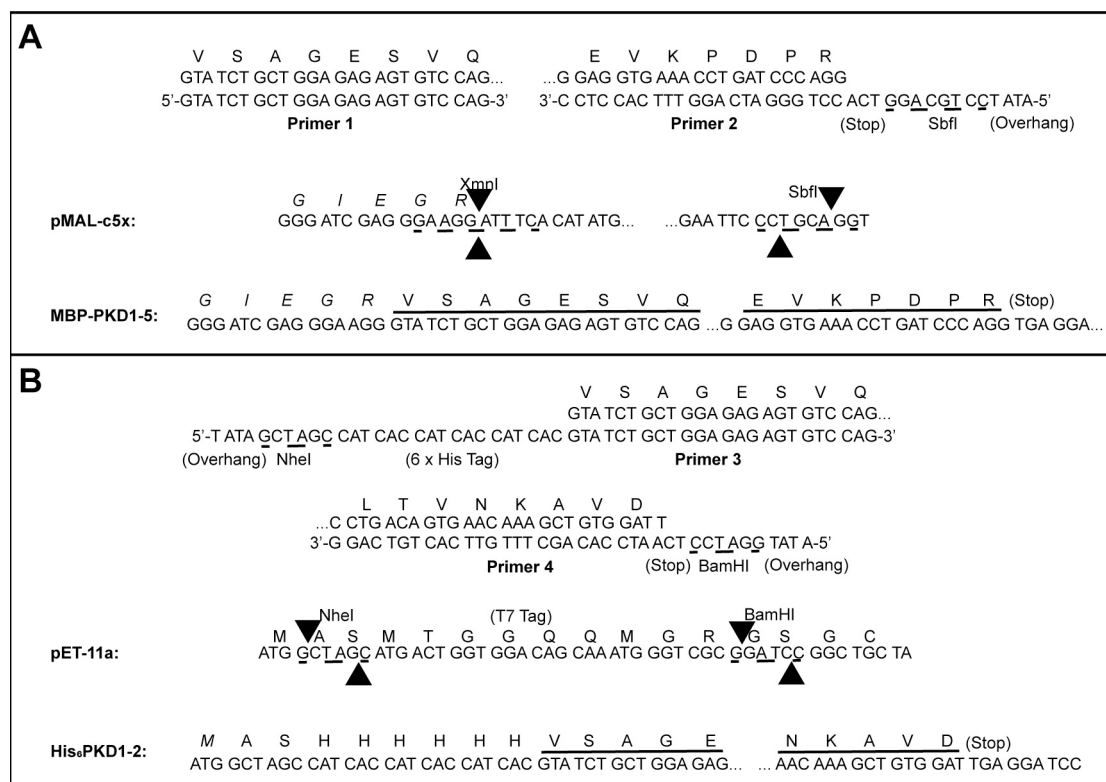 A
V S A G E S V Q E V K P D P R
GTA TCT GCT GGA GAG AGT GTC CAG... ...G GAG GTG AAA CCT GAT CCC AGG
5'-GTA TCT GCT GGA GAG AGT GTC CAG-3' 3'-C CTC CAC TTT GGA CTA GGG TCC ACT GGA CGT CCT ATA-5'
Primer 1 Primer 2 (Stop) SbfI (Overhang)
XmnI SbfI
G I E G R
pMAL-c5x: GGG ATC GAG GGA AGG ATT TCA CAT ATG... ...GAA TTC CCT GCA GGT
G I E G R V S A G E S V Q E V K P D P R (Stop)
MBP-PKD1-5: GGG ATC GAG GGA AGG GTA TCT GCT GGA GAG AGT GTC CAG ...G GAG GTG AAA CCT GAT CCC AGG TGA GGA...
B
V S A G E S V Q
GTA TCT GCT GGA GAG AGT GTC CAG...
5'-T ATA GCT AGC CAT CAC CAT CAC CAT CAC GTA TCT GCT GGA GAG AGT GTC CAG-3'
(Overhang) NheI (6 x His Tag) Primer 3
L T V N K A V D
...C CTG ACA GTG AAC AAA GCT GTG GAT T
3'-G GAC TGT CAC TTG TTT CGA CAC CTA ACT CCT AGG TAT A-5'
Primer 4 (Stop) BamHI (Overhang)
NheI (T7 Tag) BamHI
M A S M T G G Q Q M G R G S G C
pET-11a: ATG GCT AGC ATG ACT GGT GGA CAG CAA ATG GGT CGC GGA TCC GGC TGC TA
M A S H H H H H H V S A G E N K A V D (Stop)
His₆PKD1-2: ATG GCT AGC CAT CAC CAT CAC CAT CAC GTA TCT GCT GGA GAG... ... AAC AAA GCT GTG GAT TGA GGA TCC